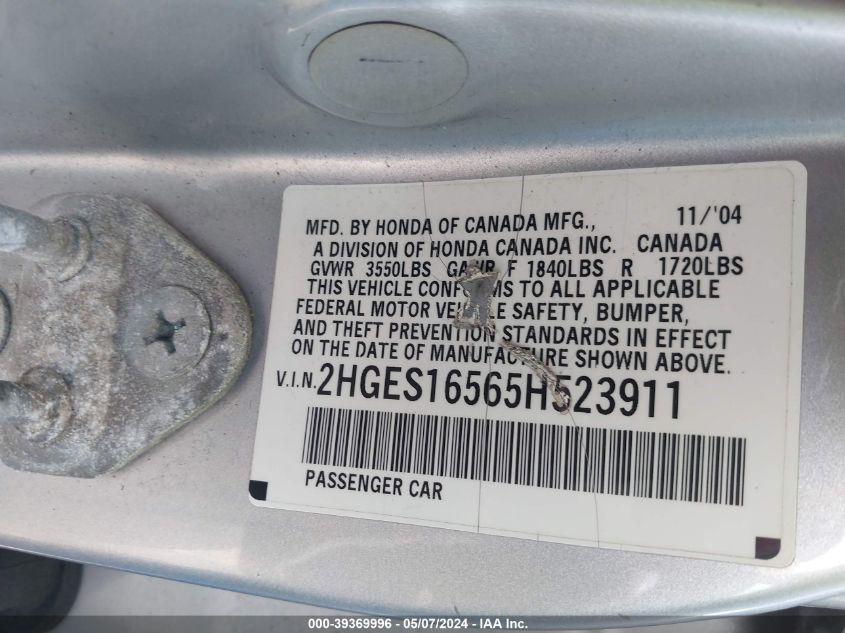 MFD. BY HONDA OF CANADA MFG., 11/'04
A DIVISION OF HONDA CANADA INC. CANADA
GVWR 3550LBS GAWR F 1840LBS R 1720LBS
THIS VEHICLE CONFORMS TO ALL APPLICABLE
FEDERAL MOTOR VEHICLE SAFETY, BUMPER,
AND THEFT PREVENTION STANDARDS IN EFFECT
ON THE DATE OF MANUFACTURE SHOWN ABOVE.
V.I.N. 2HGES16565H523911
PASSENGER CAR
000-39369996 - 05/07/2024 - IAA Inc.